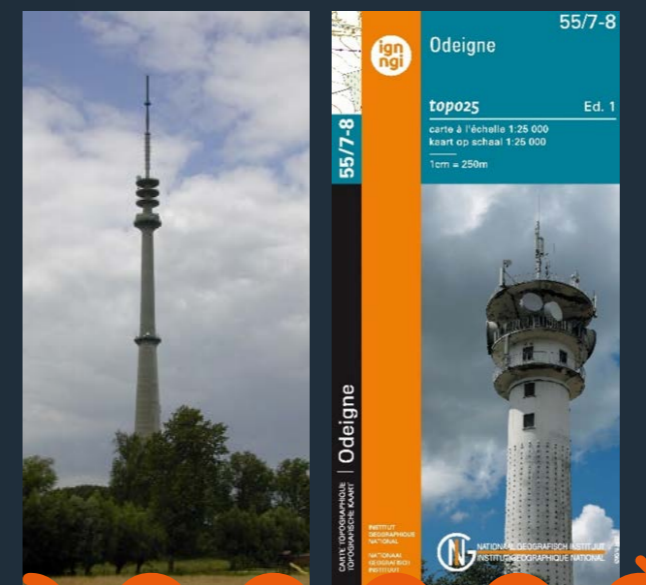 55/7-8
ign
ngi
Odeigne
topo25
Ed. 1
carte à l'échelle 1:25 000
kaart op schaal 1:25 000
1cm = 250m
55/7-8
Odeigne
CARTE TOPOGRAPHIQUE
TOPOGRAFISCHE KAART
INSTITUT
GEOGRAPHIQUE
NATIONAL
NATIONAAL
GEOGRAFISCH
INSTITUUT
NATIONAAL GEOGRAFISCH INSTITUUT
INSTITUT GEOGRAPHIQUE NATIONAL